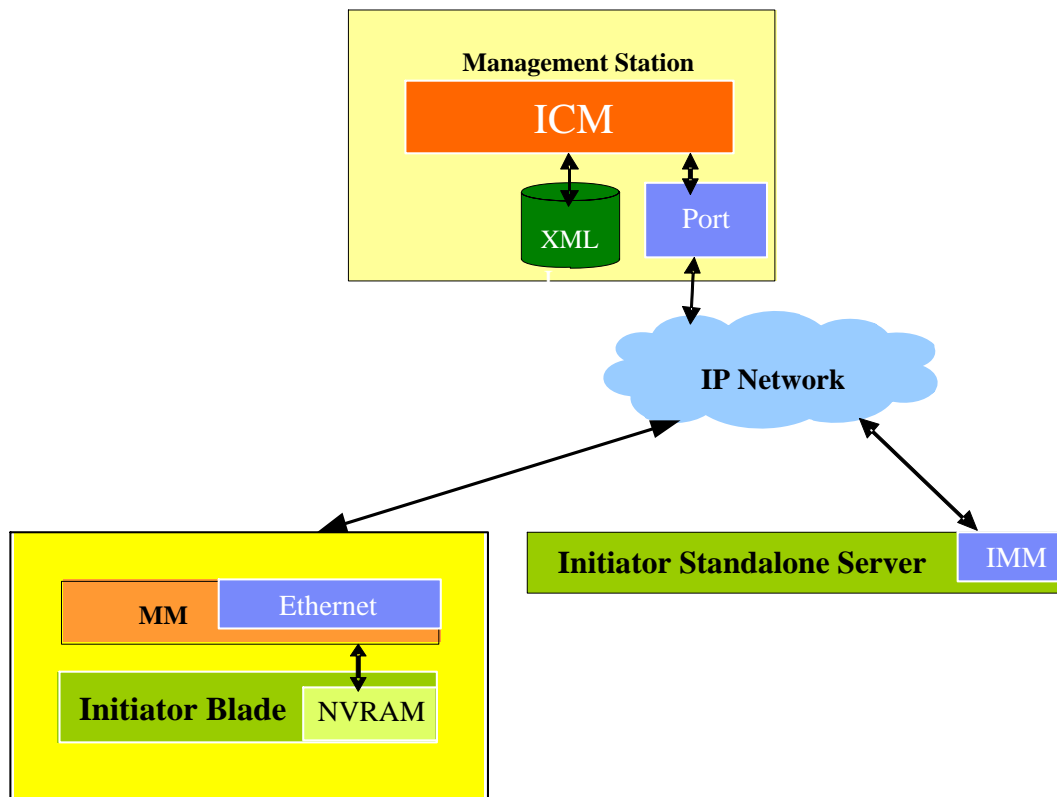 Management Station
ICM
XML
Port
IP Network
Initiator Standalone Server
IMM
Ethernet
MM
Initiator Blade
NVRAM